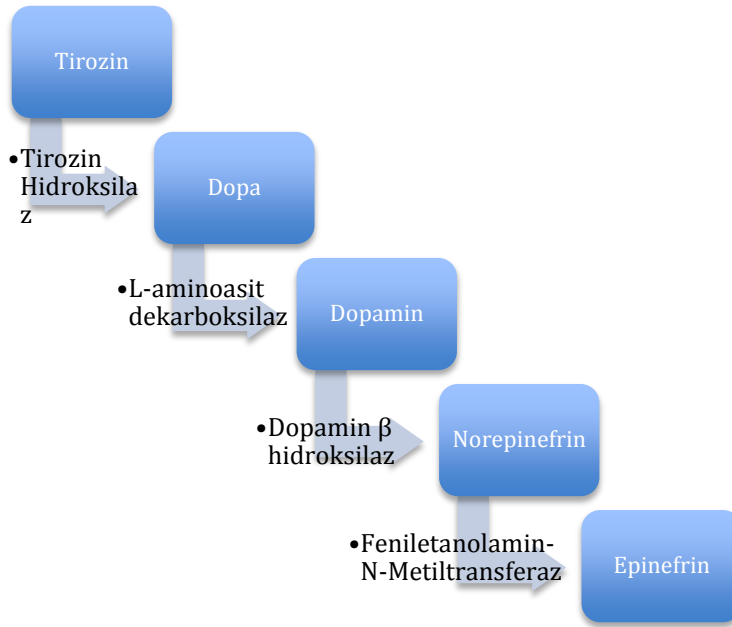 Tirozin
•Tirozin
Hidroksila
z
Dopa
•L-aminoasit
dekarboksilaz
Dopamin
•Dopamin β
hidroksilaz
Norepinefrin
•Feniletanolamin-
N-Metiltransferaz
Epinefrin